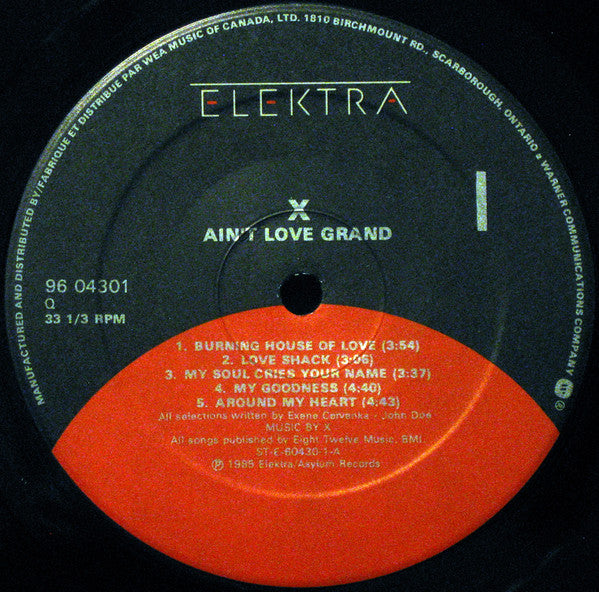 MANUFACTURED AND DISTRIBUTED BY/FABRIQUE ET DISTRIBUE PAR WEA MUSIC OF CANADA, LTD. 1810 BIRCHMOUNT RD., SCARBOROUGH, ONTARIO ■ WARNER COMMUNICATIONS COMPANY
ELEKTRA
I
X
AIN'T LOVE GRAND
96 04301
Q
33 1/3 RPM
1. BURNING HOUSE OF LOVE (3:54)
2. LOVE SHACK (3:06)
3. MY SOUL CRIES YOUR NAME (3:37)
4. MY GOODNESS (4:40)
5. AROUND MY HEART (4:43)
All selections written by Exene Cervenka - John Doe
MUSIC BY X
All songs published by Eight Twelve Music, BMI.
ST-E-60430-1-A
℗ 1985 Elektra/Asylum Records